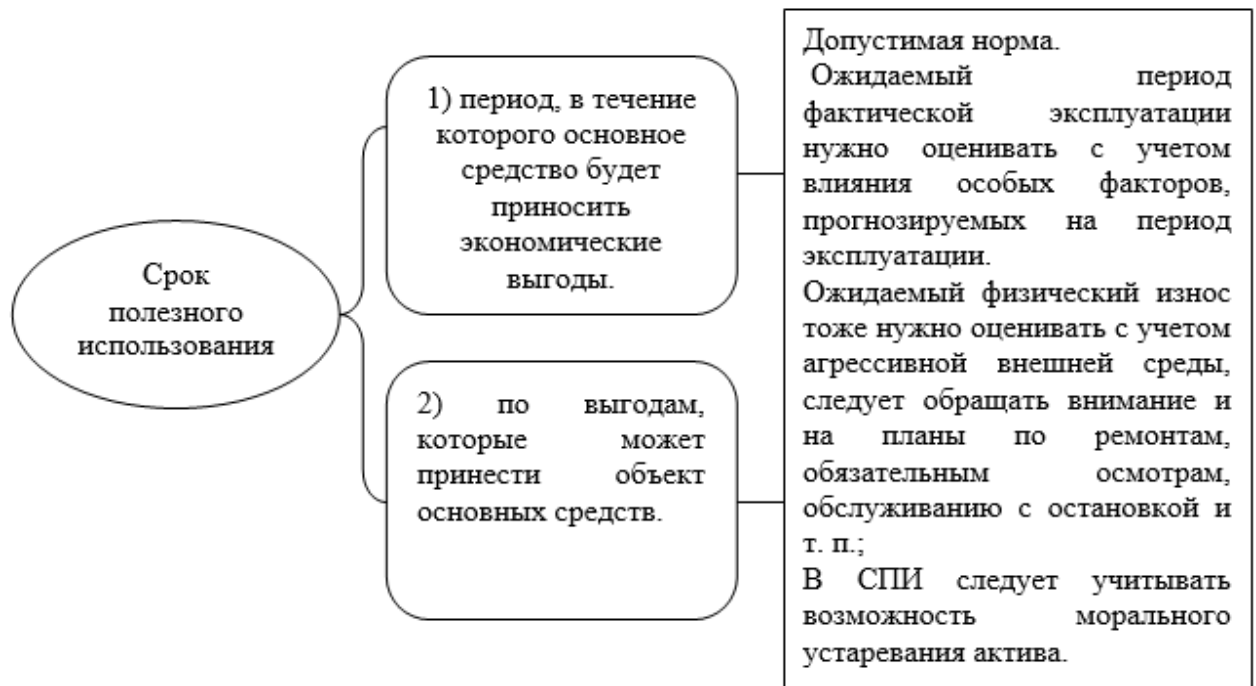 Срок
полезного
использования
1) период, в течение
которого основное
средство будет
приносить
экономические
выгоды.
2) по выгодам,
которые может
принести объект
основных средств.
Допустимая норма.
Ожидаемый период
фактической эксплуатации
нужно оценивать с учетом
влияния особых факторов,
прогнозируемых на период
эксплуатации.
Ожидаемый физический износ
тоже нужно оценивать с учетом
агрессивной внешней среды,
следует обращать внимание и
на планы по ремонтам,
обязательным осмотрам,
обслуживанию с остановкой и
т. п.;
В СПИ следует учитывать
возможность морального
устаревания актива.